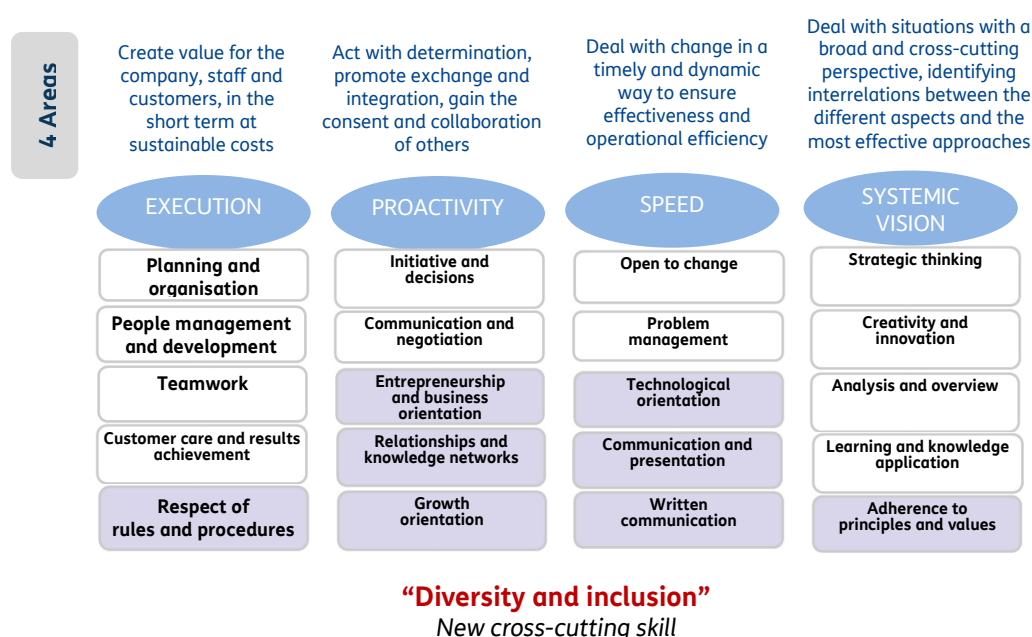 4 Areas
Create value for the
company, staff and
customers, in the
short term at
sustainable costs
Act with determination,
promote exchange and
integration, gain the
consent and collaboration
of others
Deal with change in a
timely and dynamic
way to ensure
effectiveness and
operational efficiency
Deal with situations with a
broad and cross-cutting
perspective, identifying
interrelations between the
different aspects and the
most effective approaches
EXECUTION
PROACTIVITY
SPEED
SYSTEMIC
VISION
Planning and
organisation
People management
and development
Teamwork
Customer care and results
achievement
Respect of
rules and procedures
Initiative and
decisions
Communication and
negotiation
Entrepreneurship
and business
orientation
Relationships and
knowledge networks
Growth
orientation
Open to change
Problem
management
Technological
orientation
Communication and
presentation
Written
communication
Strategic thinking
Creativity and
innovation
Analysis and overview
Learning and knowledge
application
Adherence to
principles and values
“Diversity and inclusion”
New cross-cutting skill